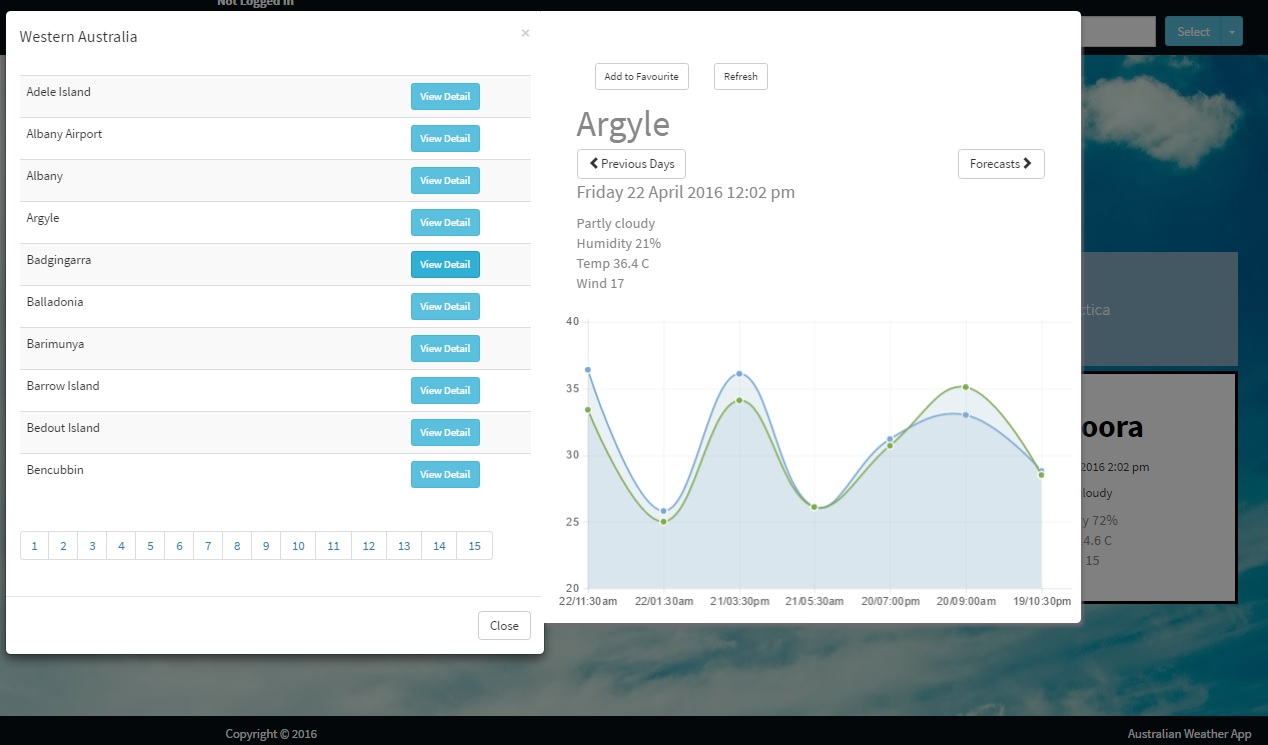 Not Logged in
Select
Western Australia
×
Adele Island View Detail
Albany Airport View Detail
Albany View Detail
Argyle View Detail
Badgingarra View Detail
Balladonia View Detail
Barimunya View Detail
Barrow Island View Detail
Bedout Island View Detail
Bencubbin View Detail
1 2 3 4 5 6 7 8 9 10 11 12 13 14 15
Close
Add to Favourite Refresh
Argyle
Previous Days Forecasts
Friday 22 April 2016 12:02 pm
Partly cloudy
Humidity 21%
Temp 36.4 C
Wind 17
40
35
30
25
20
22/11:30am 22/01:30am 21/03:30pm 21/05:30am 20/07:00pm 20/09:00am 19/10:30pm
ctica
oora
2016 2:02 pm
loudy
y 72%
4.6 C
15
Copyright © 2016
Australian Weather App